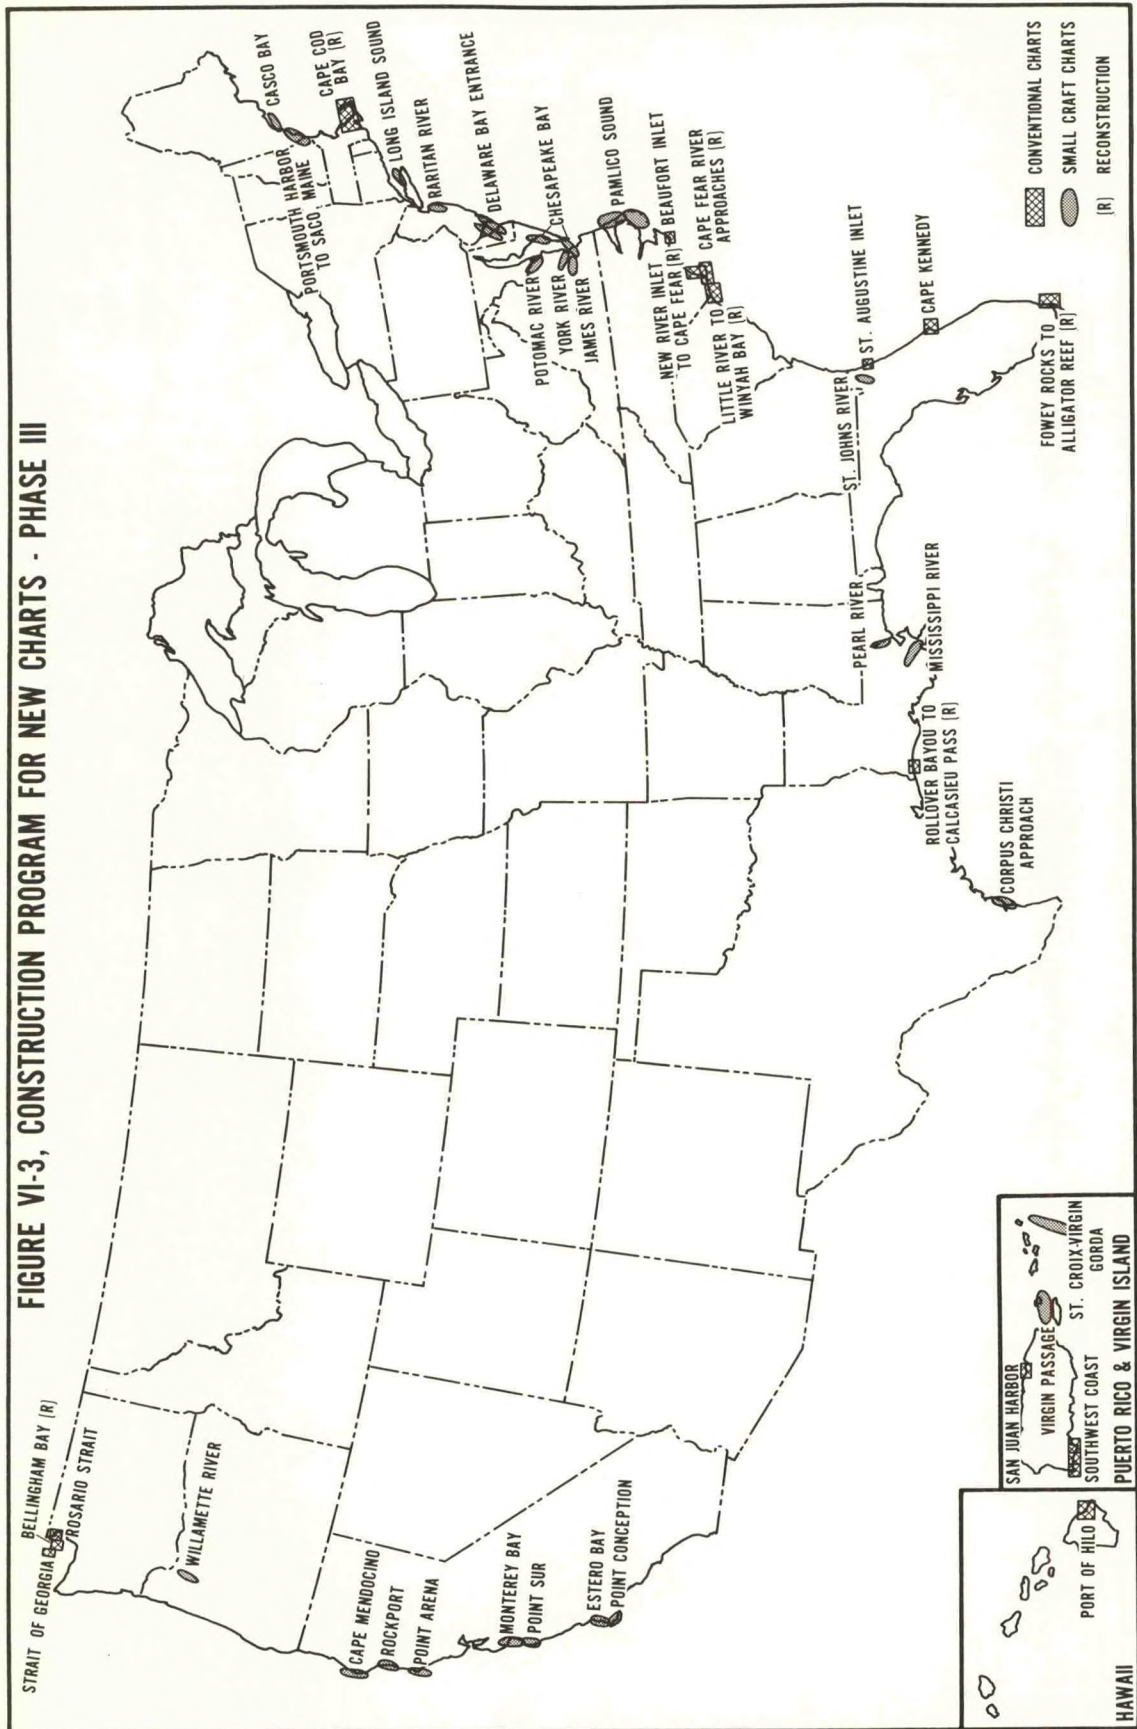 FIGURE VI-3, CONSTRUCTION PROGRAM FOR NEW CHARTS - PHASE III
STRAIT OF GEORGIA
BELLINGHAM BAY (R)
ROSARIO STRAIT
WILLAMETTE RIVER
CAPE MENDOCINO
ROCKPORT
POINT ARENA
MONTEREY BAY
POINT SUR
ESTERO BAY
POINT CONCEPTION
CASCO BAY
PORTSMOUTH HARBOR
TO SACO MAINE
CAPE COD
BAY (R)
LONG ISLAND SOUND
RARITAN RIVER
DELAWARE BAY ENTRANCE
CHESAPEAKE BAY
POTOMAC RIVER
YORK RIVER
JAMES RIVER
PAMLICO SOUND
BEAUFORT INLET
NEW RIVER INLET
TO CAPE FEAR (R)
CAPE FEAR RIVER
APPROACHES (R)
LITTLE RIVER TO
WINYAH BAY (R)
ST. JOHNS RIVER
ST. AUGUSTINE INLET
CAPE KENNEDY
FOWEY ROCKS TO
ALLIGATOR REEF (R)
PEARL RIVER
MISSISSIPPI RIVER
ROLLOVER BAYOU TO
CALCASIEU PASS (R)
CORPUS CHRISTI
APPROACH
PORT OF HILO
HAWAII
SAN JUAN HARBOR
VIRGIN PASSAGE
SOUTHWEST COAST
ST. CROIX-VIRGIN
GORDA
PUERTO RICO & VIRGIN ISLAND
CONVENTIONAL CHARTS
SMALL CRAFT CHARTS
(R) RECONSTRUCTION